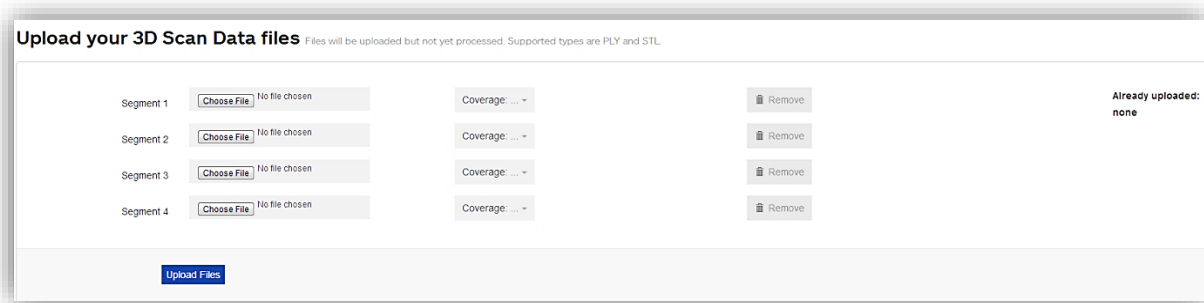 Upload your 3D Scan Data files Files will be uploaded but not yet processed. Supported types are PLY and STL.
Segment 1 Choose File No file chosen Coverage: ... Remove Already uploaded:
none
Segment 2 Choose File No file chosen Coverage: ... Remove
Segment 3 Choose File No file chosen Coverage: ... Remove
Segment 4 Choose File No file chosen Coverage: ... Remove
Upload Files